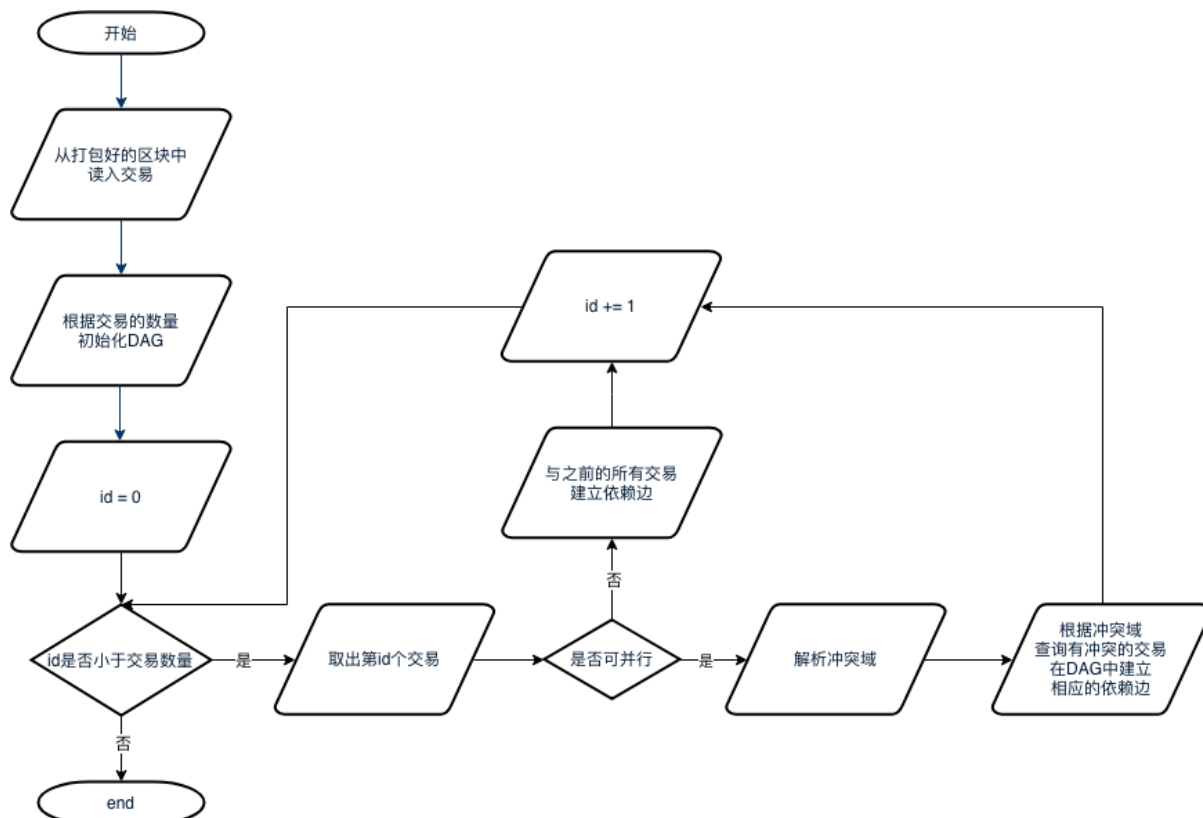 开始
从打包好的区块中
读入交易
根据交易的数量
初始化DAG
id = 0
id是否小于交易数量
是
取出第id个交易
是否可并行
是
解析冲突域
根据冲突域
查询有冲突的交易
在DAG中建立
相应的依赖边
否
与之前的所有交易
建立依赖边
id += 1
否
end